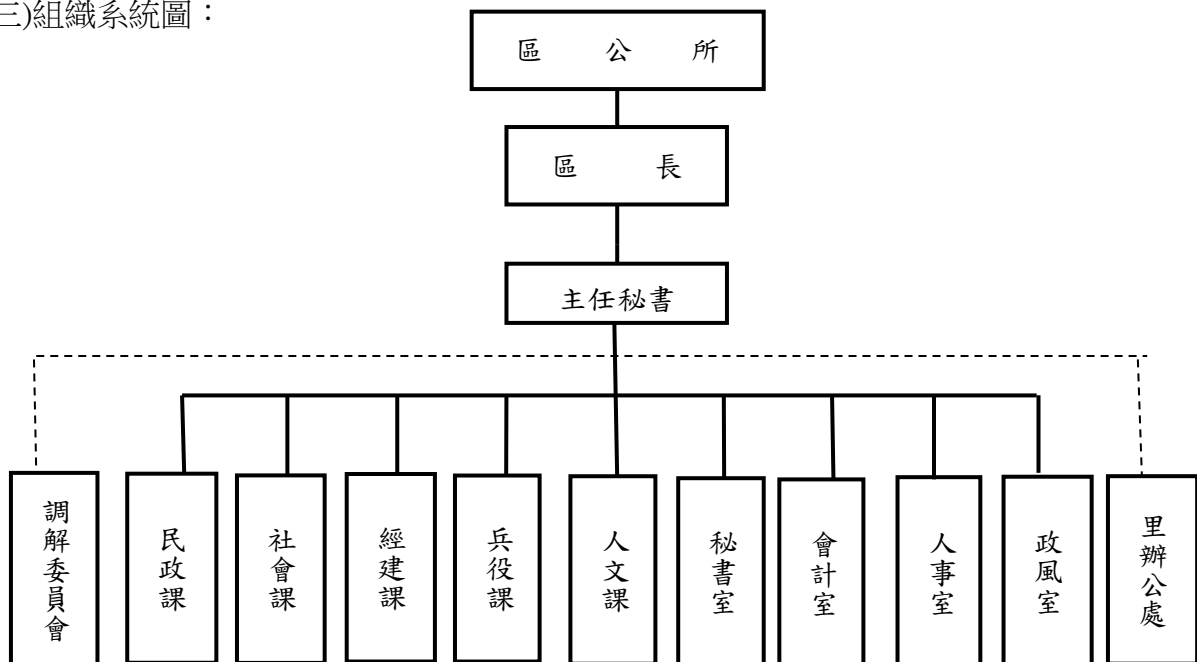 三)組織系統圖：
區 公 所
區 長
主任秘書
調解委員會
民政課
社會課
經建課
兵役課
人文課
秘書室
會計室
人事室
政風室
里辦公處